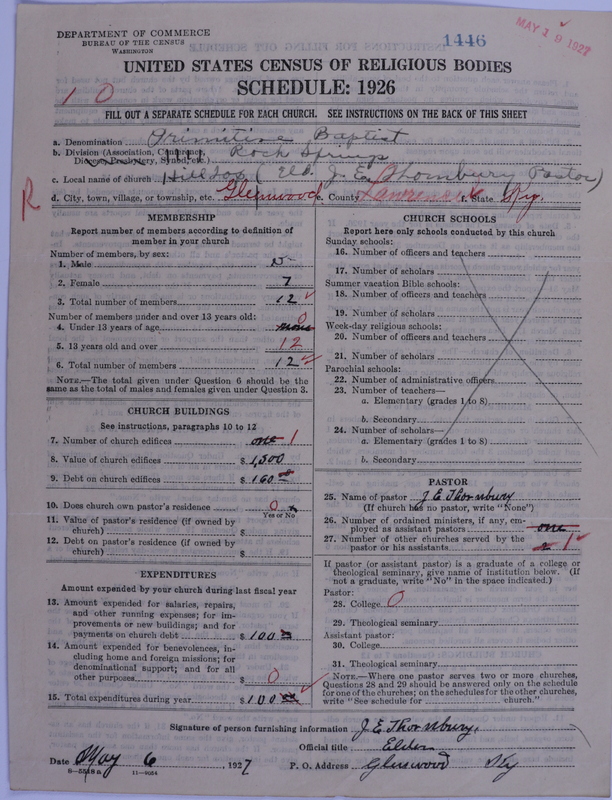 DEPARTMENT OF COMMERCE
BUREAU OF THE CENSUS
WASHINGTON
1446
MAY 19 1927
UNITED STATES CENSUS OF RELIGIOUS BODIES
SCHEDULE: 1926
1 0
FILL OUT A SEPARATE SCHEDULE FOR EACH CHURCH. SEE INSTRUCTIONS ON THE BACK OF THIS SHEET
a. Denomination Primitive Baptist
b. Division (Association, Conference, Diocese, Presbytery, Synod, etc.) Rock Springs
c. Local name of church Hilltop (Eld. J. E. Thornbury Pastor)
R
d. City, town, village, or township, etc. Glenwood e. County Lawrence f. State Ky.
MEMBERSHIP
Report number of members according to definition of member in your church
Number of members, by sex:
1. Male 5
2. Female 7
3. Total number of members 12
Number of members under and over 13 years old:
4. Under 13 years of age none 0
5. 13 years old and over 12
6. Total number of members 12
NOTE.—The total given under Question 6 should be the same as the total of males and females given under Question 3.
CHURCH BUILDINGS
See instructions, paragraphs 10 to 12
7. Number of church edifices one 1
8. Value of church edifices $ 1,500
9. Debt on church edifices $ 160 00
10. Does church own pastor's residence 0
Yes or No
11. Value of pastor's residence (if owned by church) $
12. Debt on pastor's residence (if owned by church) $
EXPENDITURES
Amount expended by your church during last fiscal year
13. Amount expended for salaries, repairs, and other running expenses; for improvements or new buildings; and for payments on church debt $ 100 00
14. Amount expended for benevolences, including home and foreign missions; for denominational support; and for all other purposes $ 0
15. Total expenditures during year $ 100 00
CHURCH SCHOOLS
Report here only schools conducted by this church
Sunday schools:
16. Number of officers and teachers
17. Number of scholars
Summer vacation Bible schools:
18. Number of officers and teachers
19. Number of scholars
Week-day religious schools:
20. Number of officers and teachers
21. Number of scholars
Parochial schools:
22. Number of administrative officers
23. Number of teachers—
a. Elementary (grades 1 to 8)
b. Secondary
24. Number of scholars—
a. Elementary (grades 1 to 8)
b. Secondary
PASTOR
25. Name of pastor J. E. Thornbury
(If church has no pastor, write "None")
26. Number of ordained ministers, if any, employed as assistant pastors one
27. Number of other churches served by the pastor or his assistants 1
If pastor (or assistant pastor) is a graduate of a college or theological seminary, give name of institution below. (If not a graduate, write "No" in the space indicated.)
Pastor:
28. College 0
29. Theological seminary
Assistant pastor:
30. College
31. Theological seminary
NOTE.—Where one pastor serves two or more churches, Questions 28 and 29 should be answered only on the schedule for one of the churches; on the schedules for the other churches, write "See schedule for church."
Signature of person furnishing information J. E. Thornbury.
Official title Elder
Date May 6, 1927 P. O. Address Glenwood Ky
11—9054